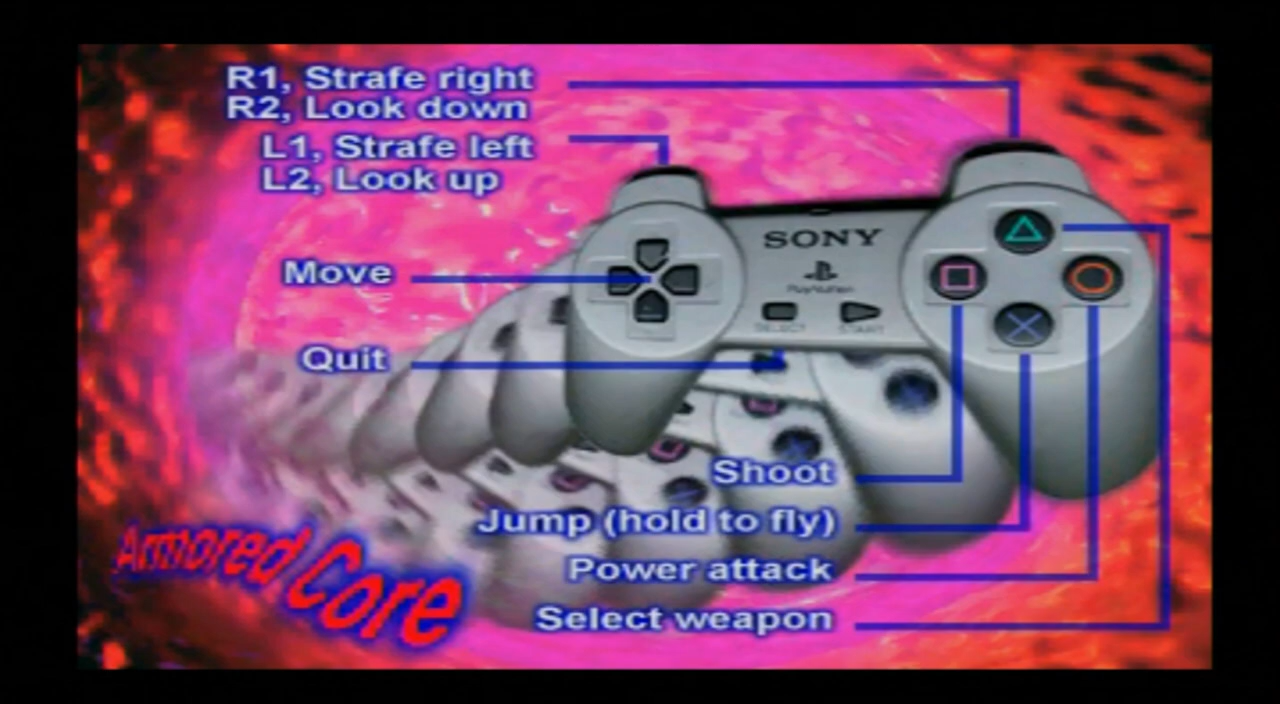 R1, Strafe right
R2, Look down
L1, Strafe left
L2, Look up
SONY
PlayStation
SELECT
START
Move
Quit
Shoot
Jump (hold to fly)
Power attack
Select weapon
Armored Core